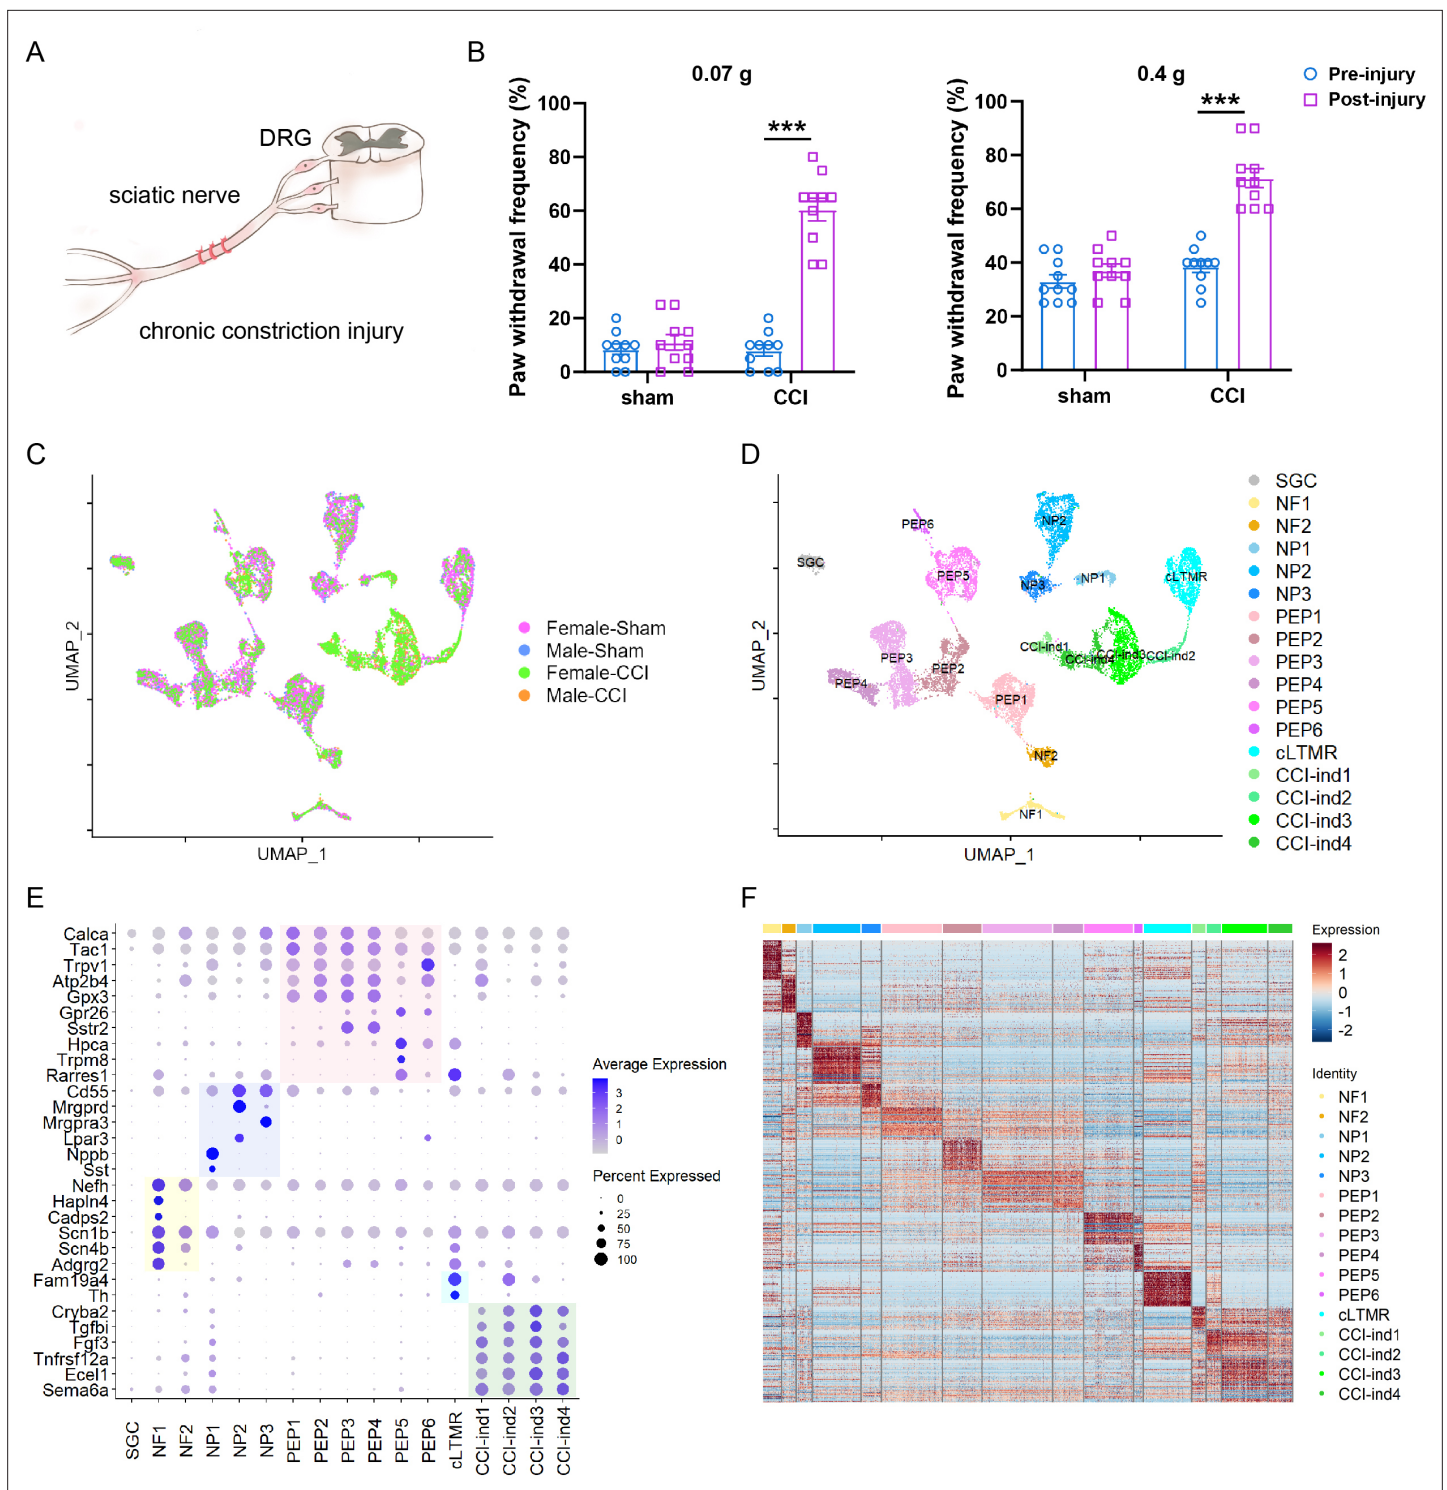 A
DRG
sciatic nerve
chronic constriction injury
B
0.07 g
Paw withdrawal frequency (%)
100
80
60
40
20
0
***
sham
CCI
0.4 g
Paw withdrawal frequency (%)
100
80
60
40
20
0
***
sham
CCI
Pre-injury
Post-injury
C
UMAP_2
UMAP_1
Female-Sham
Male-Sham
Female-CCI
Male-CCI
D
UMAP_2
UMAP_1
PEP6
NP2
SGC
PEP5
NP3
NP1
cLTMR
CCI-ind1
CCI-ind4
CCI-ind3
CCI-ind2
PEP3
PEP2
PEP4
PEP1
NF2
NF1
SGC
NF1
NF2
NP1
NP2
NP3
PEP1
PEP2
PEP3
PEP4
PEP5
PEP6
cLTMR
CCI-ind1
CCI-ind2
CCI-ind3
CCI-ind4
E
Calca
Tac1
Trpv1
Atp2b4
Gpx3
Gpr26
Sstr2
Hpca
Trpm8
Rarres1
Cd55
Mrgprd
Mrgpra3
Lpar3
Nppb
Sst
Nefh
Hapln4
Cadps2
Scn1b
Scn4b
Adgrg2
Fam19a4
Th
Cryba2
Tgfbi
Fgf3
Tnfrsf12a
Ecel1
Sema6a
SGC
NF1
NF2
NP1
NP2
NP3
PEP1
PEP2
PEP3
PEP4
PEP5
PEP6
cLTMR
CCI-ind1
CCI-ind2
CCI-ind3
CCI-ind4
Average Expression
3
2
1
0
Percent Expressed
0
25
50
75
100
F
Expression
2
1
0
-1
-2
Identity
NF1
NF2
NP1
NP2
NP3
PEP1
PEP2
PEP3
PEP4
PEP5
PEP6
cLTMR
CCI-ind1
CCI-ind2
CCI-ind3
CCI-ind4